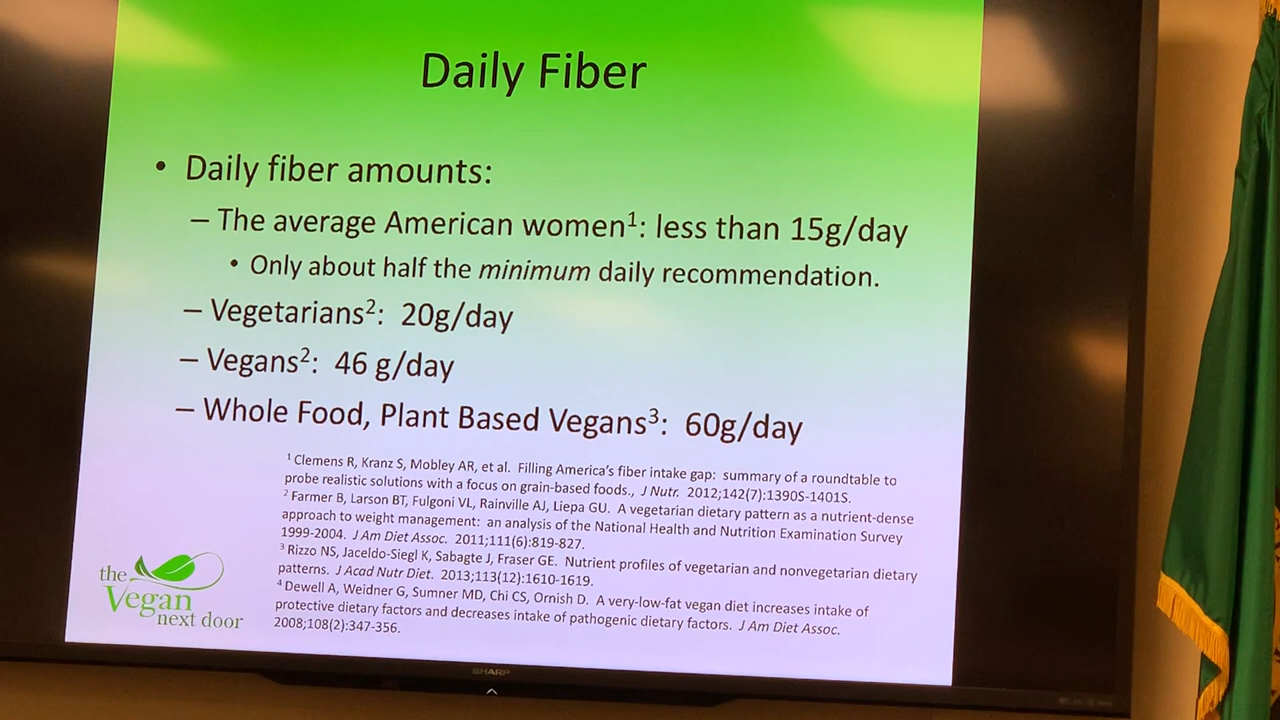 Daily Fiber
• Daily fiber amounts:
– The average American women¹: less than 15g/day
• Only about half the minimum daily recommendation.
– Vegetarians²: 20g/day
– Vegans²: 46 g/day
– Whole Food, Plant Based Vegans³: 60g/day
¹ Clemens R, Kranz S, Mobley AR, et al. Filling America's fiber intake gap: summary of a roundtable to
probe realistic solutions with a focus on grain-based foods., J Nutr. 2012;142(7):1390S-1401S.
² Farmer B, Larson BT, Fulgoni VL, Rainville AJ, Liepa GU. A vegetarian dietary pattern as a nutrient-dense
approach to weight management: an analysis of the National Health and Nutrition Examination Survey
1999-2004. J Am Diet Assoc. 2011;111(6):819-827.
³ Rizzo NS, Jaceldo-Siegl K, Sabagte J, Fraser GE. Nutrient profiles of vegetarian and nonvegetarian dietary
patterns. J Acad Nutr Diet. 2013;113(12):1610-1619.
⁴ Dewell A, Weidner G, Sumner MD, Chi CS, Ornish D. A very-low-fat vegan diet increases intake of
protective dietary factors and decreases intake of pathogenic dietary factors. J Am Diet Assoc.
2008;108(2):347-356.
the
Vegan
next door
SHARP